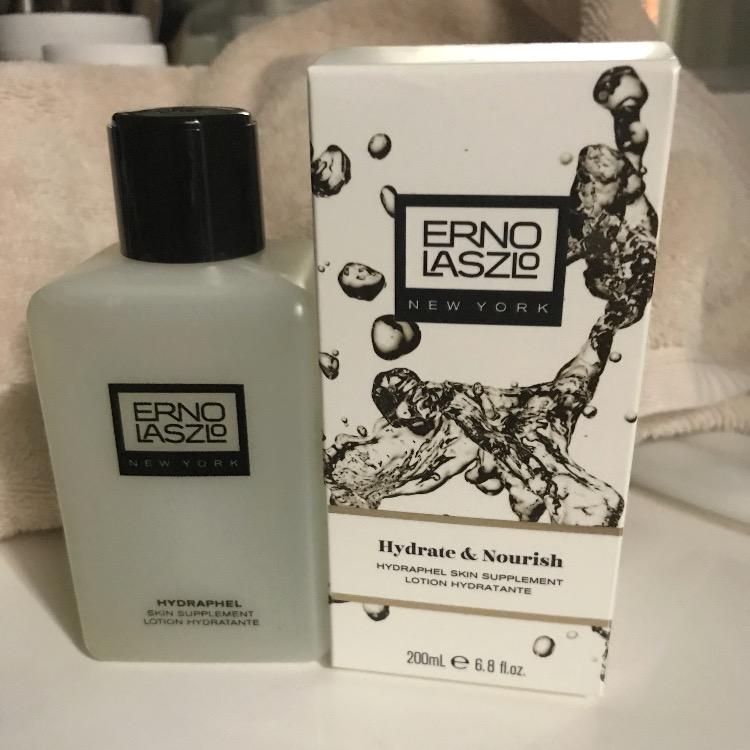 ERNO
LASZLO
NEW YORK
HYDRAPHEL
SKIN SUPPLEMENT
LOTION HYDRATANTE
ERNO
LASZLO
NEW YORK
Hydrate & Nourish
HYDRAPHEL SKIN SUPPLEMENT
LOTION HYDRATANTE
200mL ℮ 6.8 fl.oz.